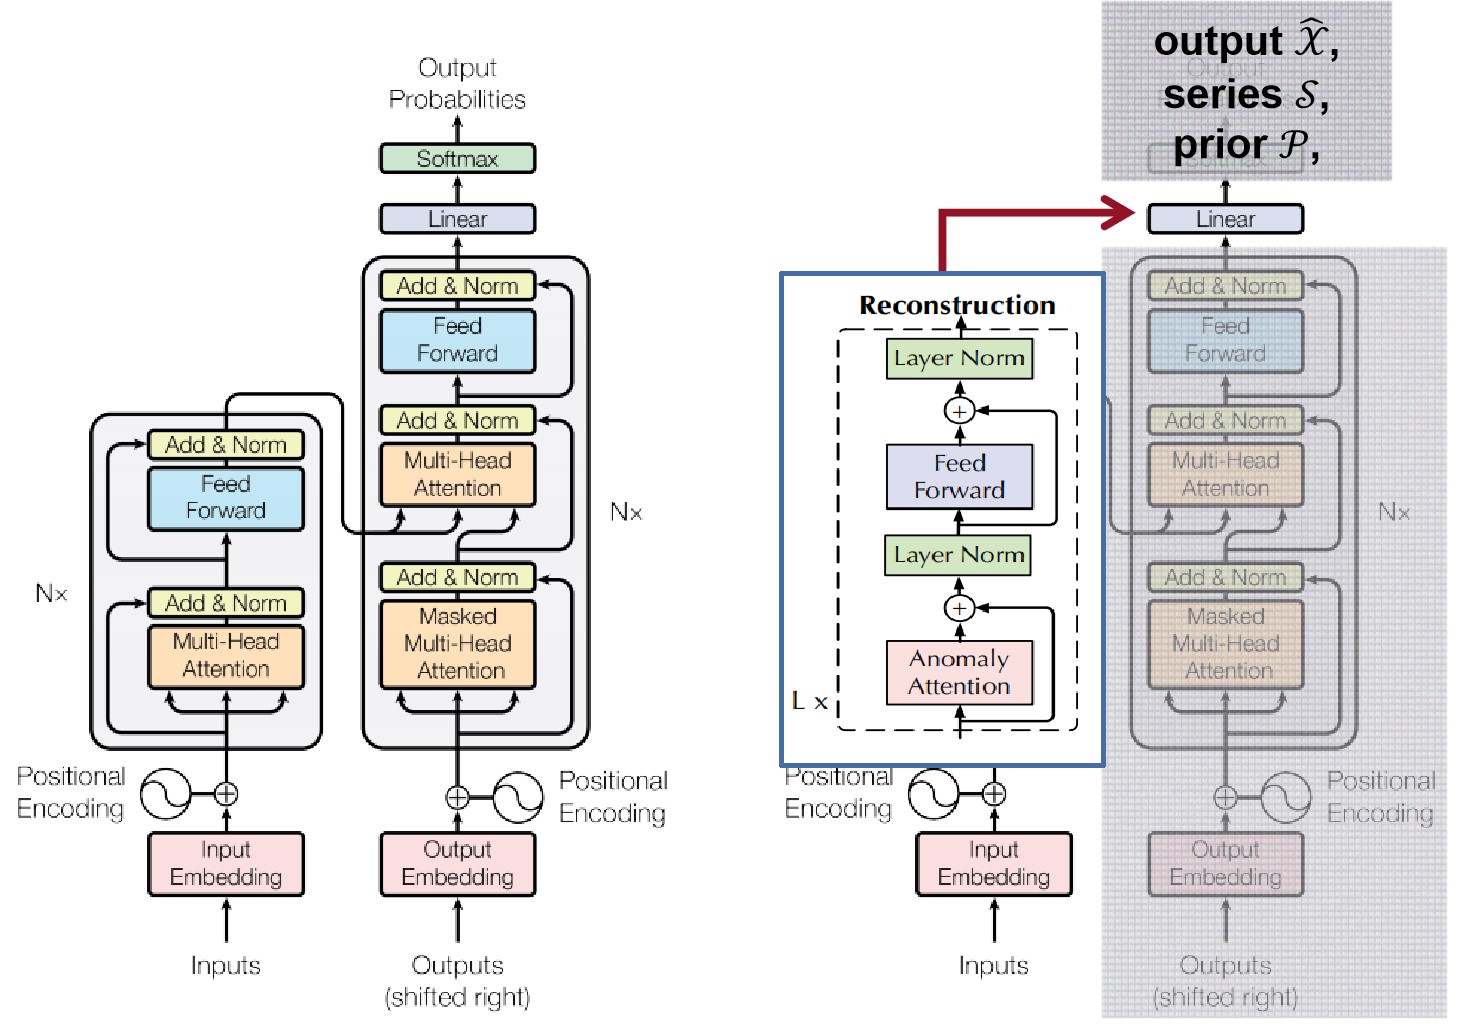 Output
Probabilities
Softmax
Linear
Add & Norm
Feed
Forward
Add & Norm
Multi-Head
Attention
Nx
Add & Norm
Masked
Multi-Head
Attention
Add & Norm
Feed
Forward
Nx
Add & Norm
Multi-Head
Attention
Positional
Encoding
Positional
Encoding
Input
Embedding
Output
Embedding
Inputs
Outputs
(shifted right)
output 𝒳̂,
series 𝒮,
prior 𝒫,
Output
Linear
Reconstruction
Layer Norm
Feed
Forward
Layer Norm
Anomaly
Attention
L x
Positional
Encoding
Input
Embedding
Inputs
Add & Norm
Feed
Forward
Add & Norm
Multi-Head
Attention
Nx
Add & Norm
Masked
Multi-Head
Attention
Positional
Encoding
Output
Embedding
Outputs
(shifted right)